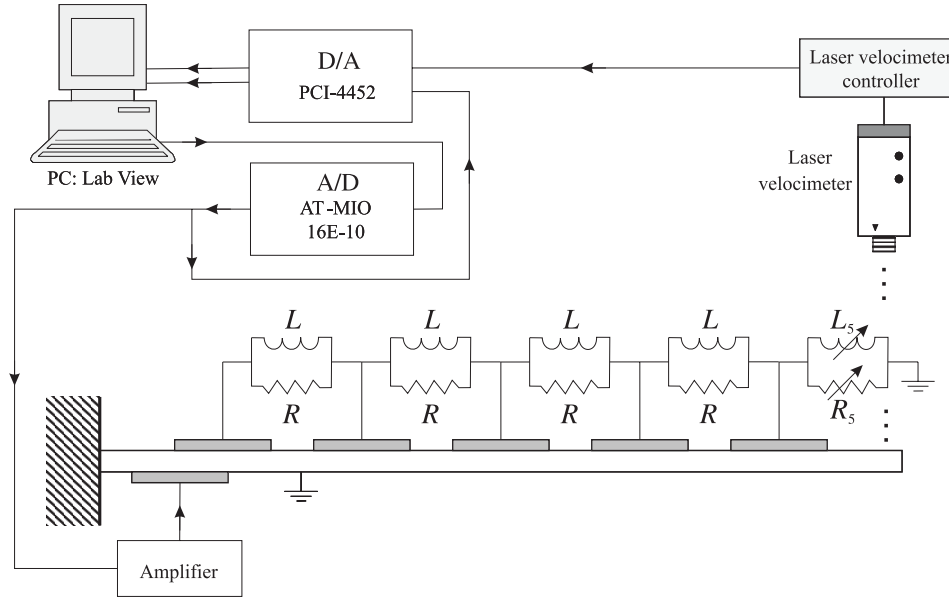 D/A
PCI-4452
Laser velocimeter
controller
PC: Lab View
A/D
AT-MIO
16E-10
Laser
velocimeter
L L L L L₅
R R R R R₅
Amplifier